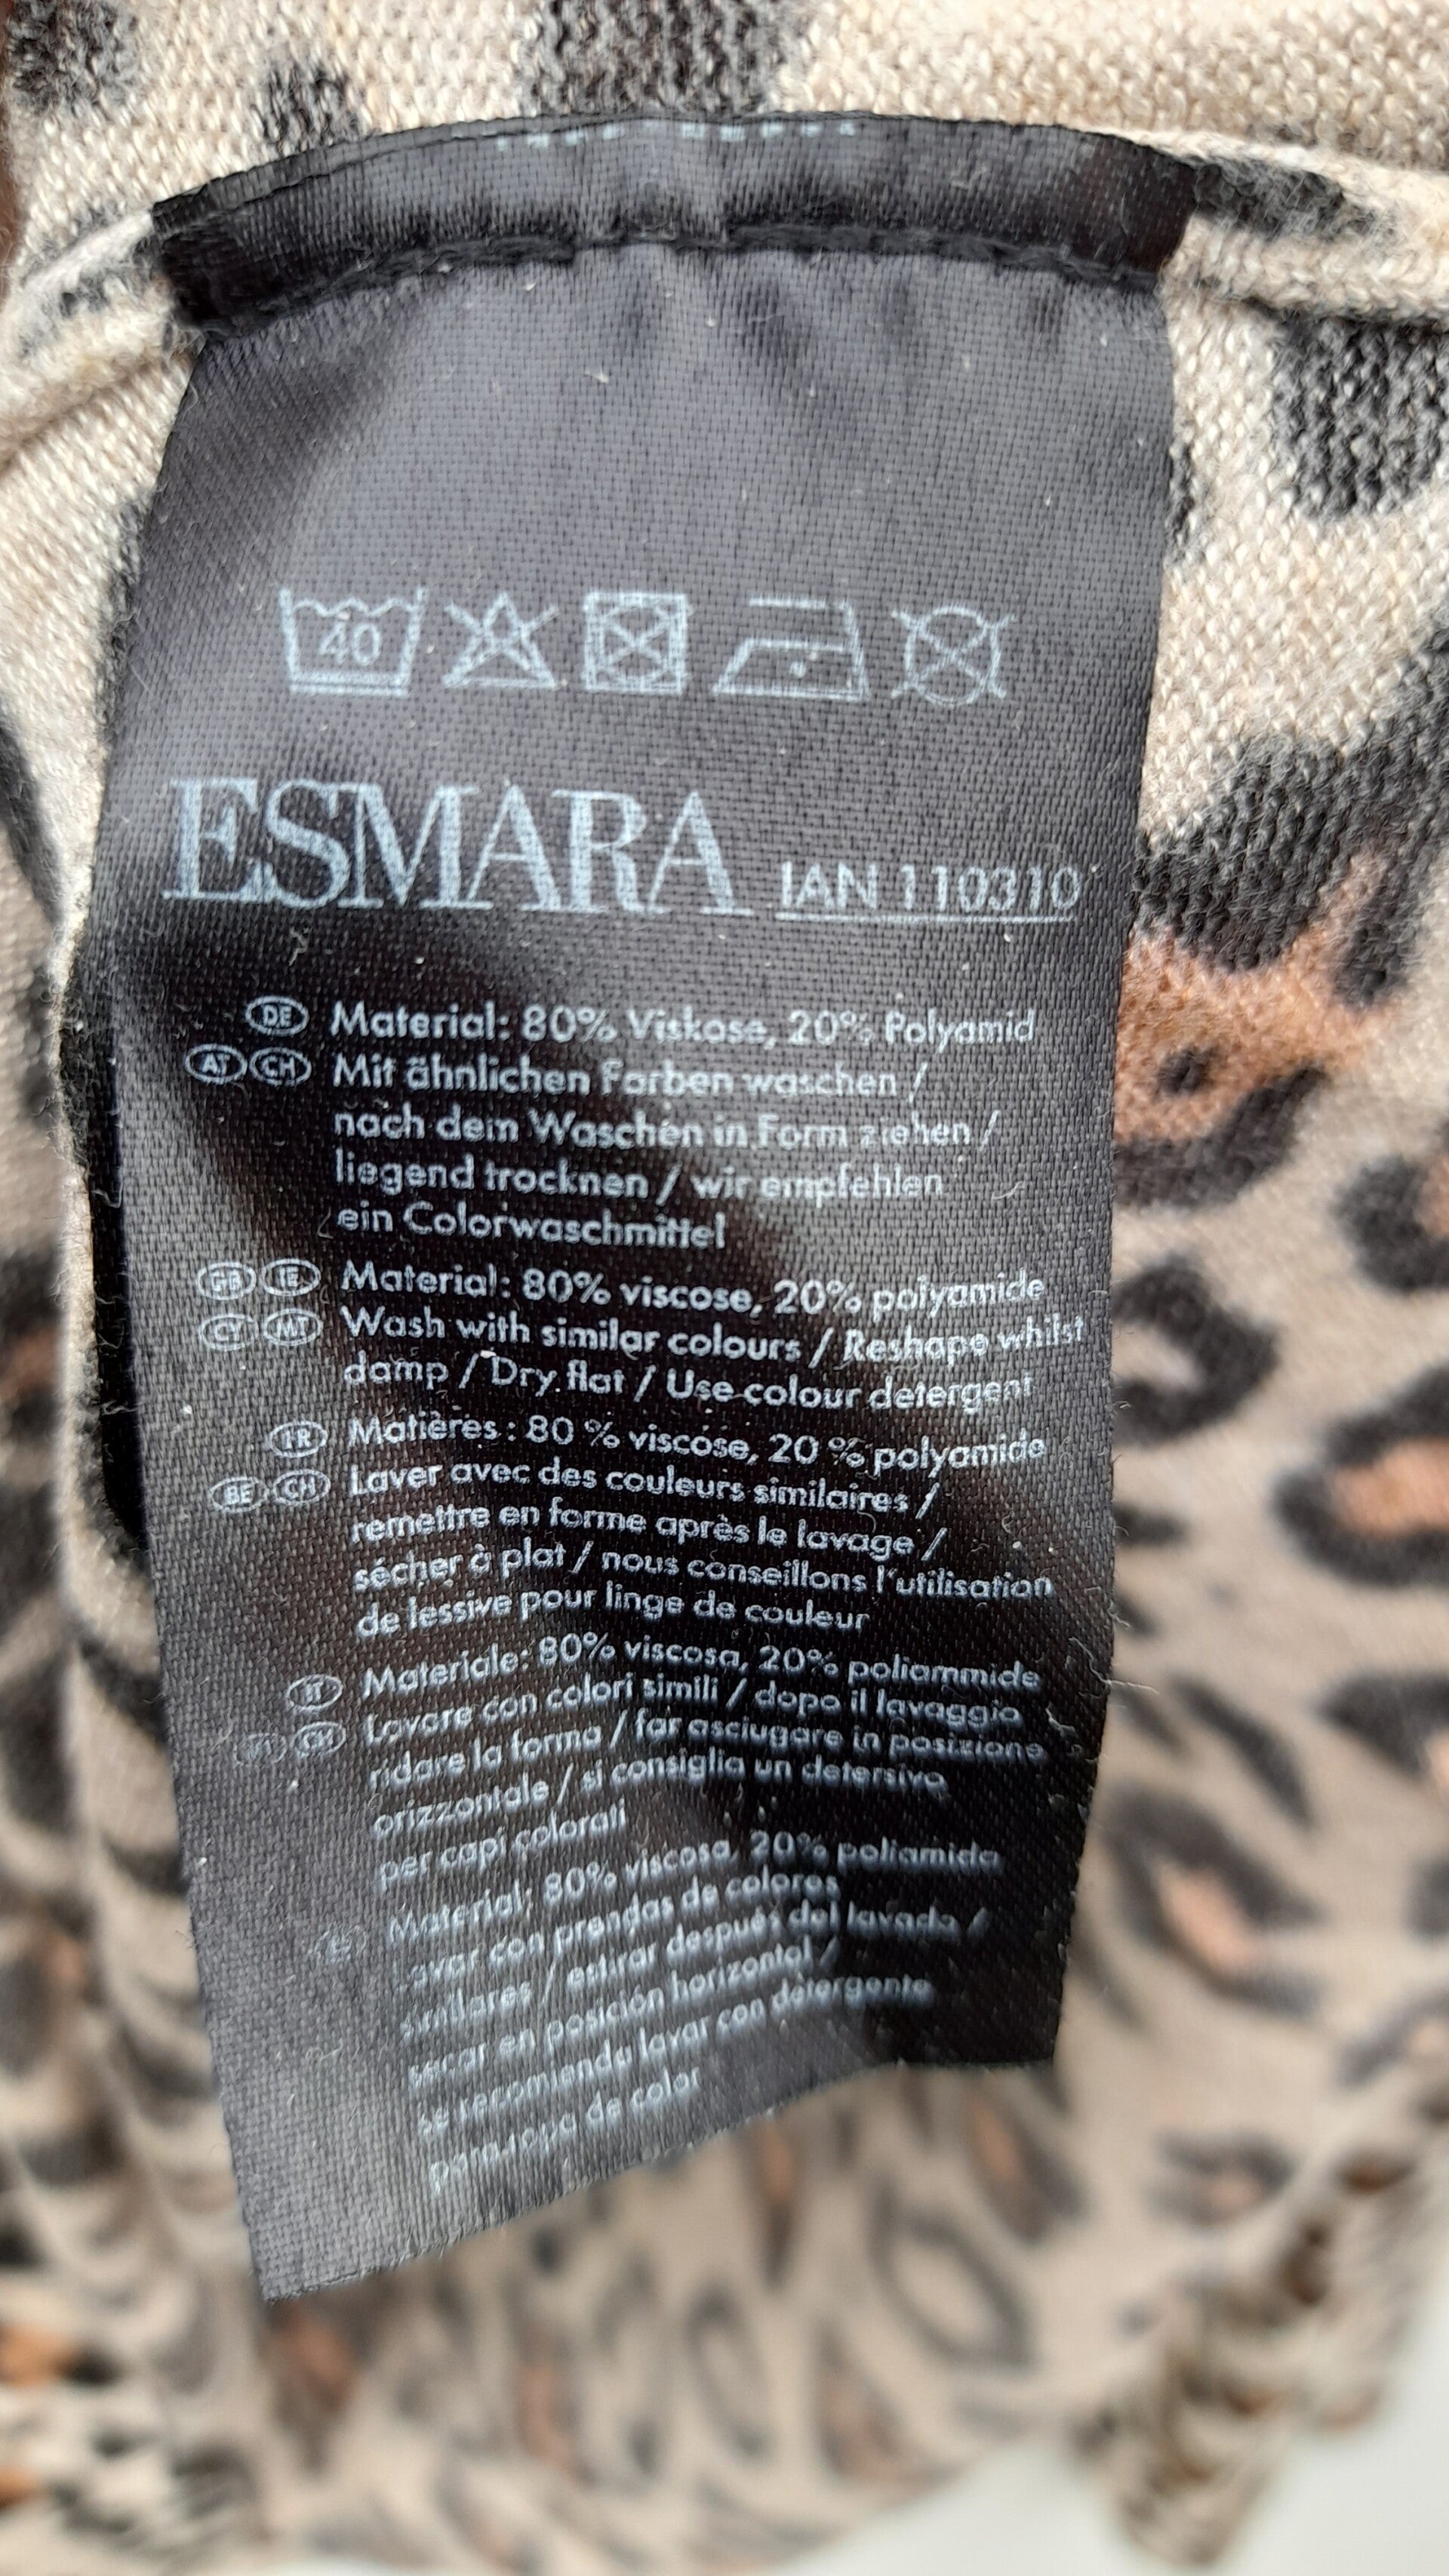 40
ESMARA IAN 110310
DE Material: 80% Viskose, 20% Polyamid
AT CH Mit ähnlichen Farben waschen /
nach dem Waschen in Form ziehen /
liegend trocknen / wir empfehlen
ein Colorwaschmittel
GB IE Material: 80% viscose, 20% polyamide
CY MT Wash with similar colours / Reshape whilst
damp / Dry flat / Use colour detergent
FR Matières : 80 % viscose, 20 % polyamide
BE CH Laver avec des couleurs similaires /
remettre en forme après le lavage /
sécher à plat / nous conseillons l'utilisation
de lessive pour linge de couleur
IT Materiale: 80% viscosa, 20% poliammide
CH Lavare con colori simili / dopo il lavaggio
ridare la forma / far asciugare in posizione
orizzontale / si consiglia un detersivo
per capi colorati
Material: 80% viscosa, 20% poliamida
con prendas de colores
similares / estirar después del lavado /
secar en posición horizontal /
se recomienda lavar con detergente
para ropa de color